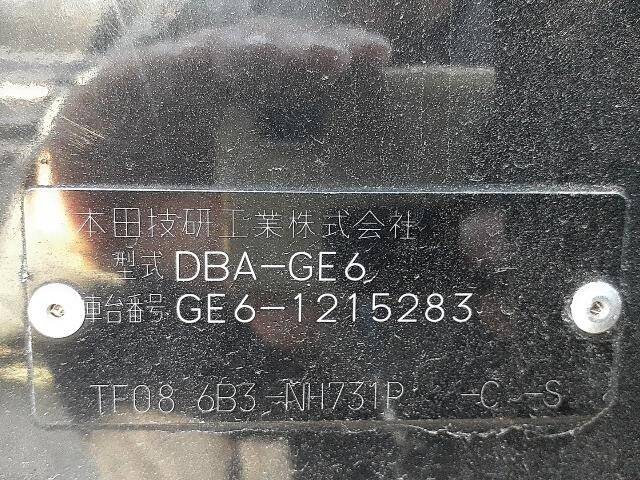 本田技研工業株式会社
型式 DBA-GE6
車台番号 GE6-1215283
TF08 6B3 -NH731P -C -S